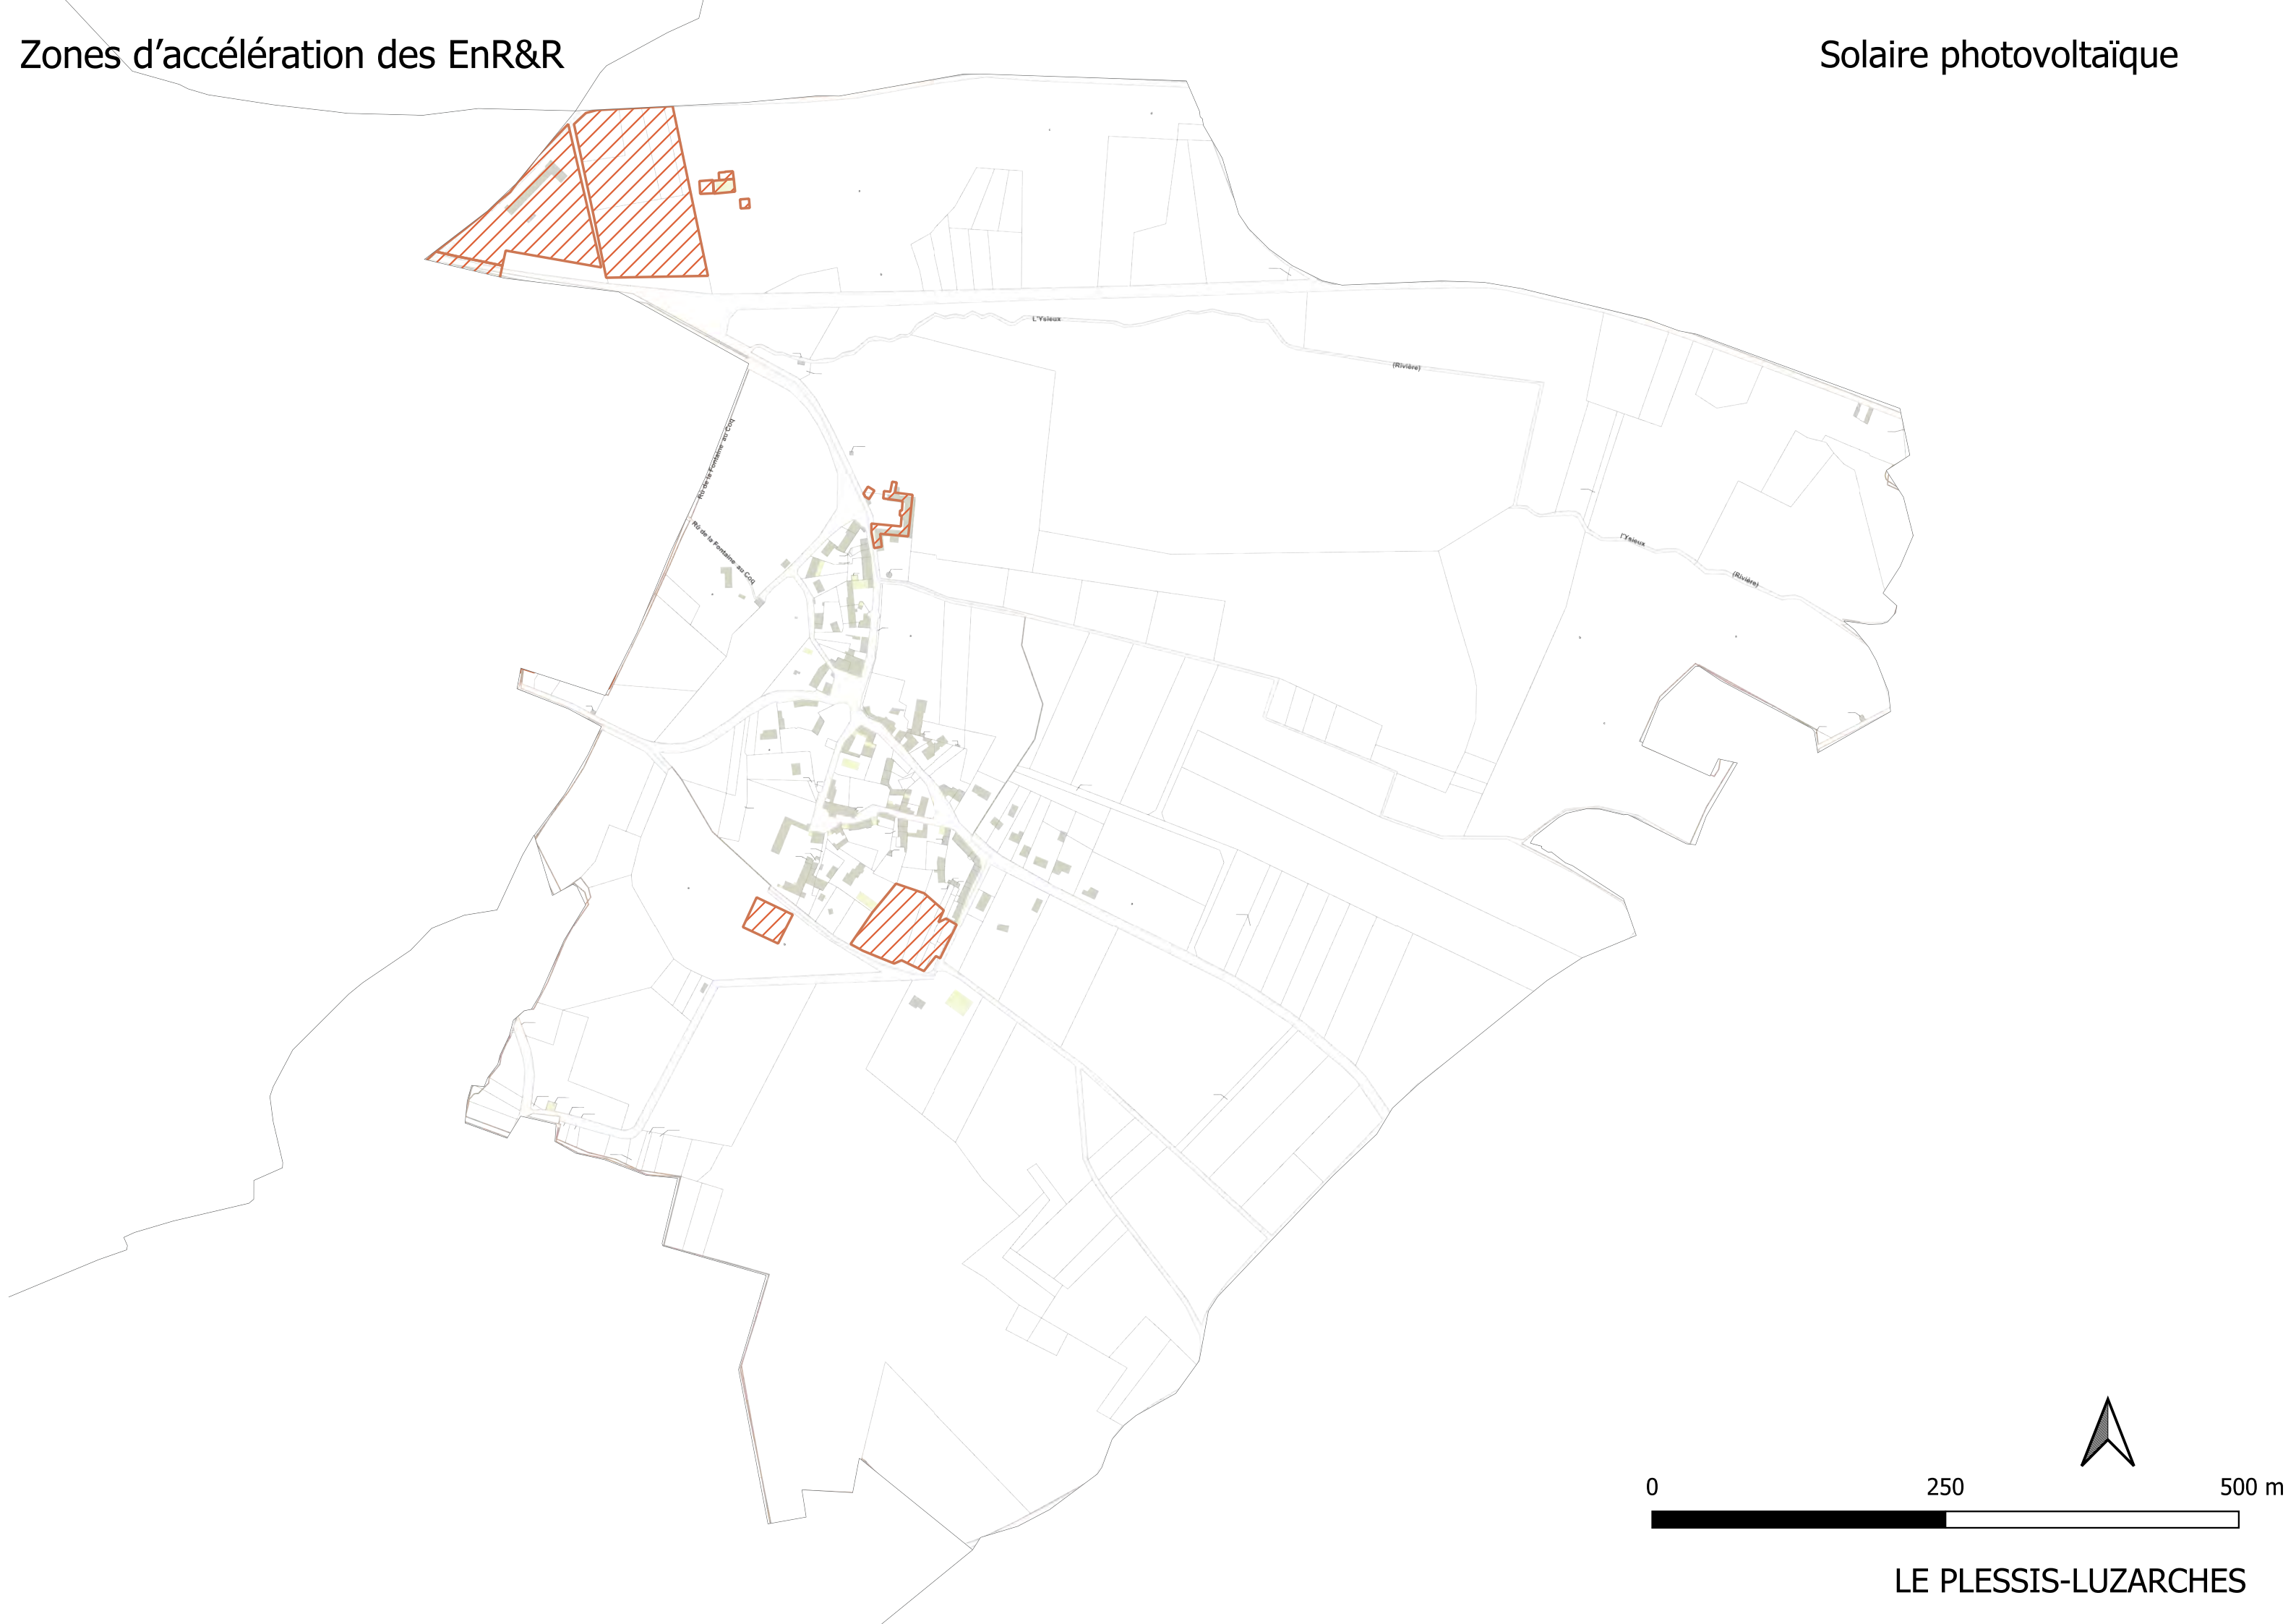 Zones d’accélération des EnR&R
Solaire photovoltaïque
L'Ysieux
(Rivière)
Rû de la Fontaine au Coq
Rû de la Fontaine au Coq
l'Ysieux
(Rivière)
0 250 500 m
LE PLESSIS-LUZARCHES